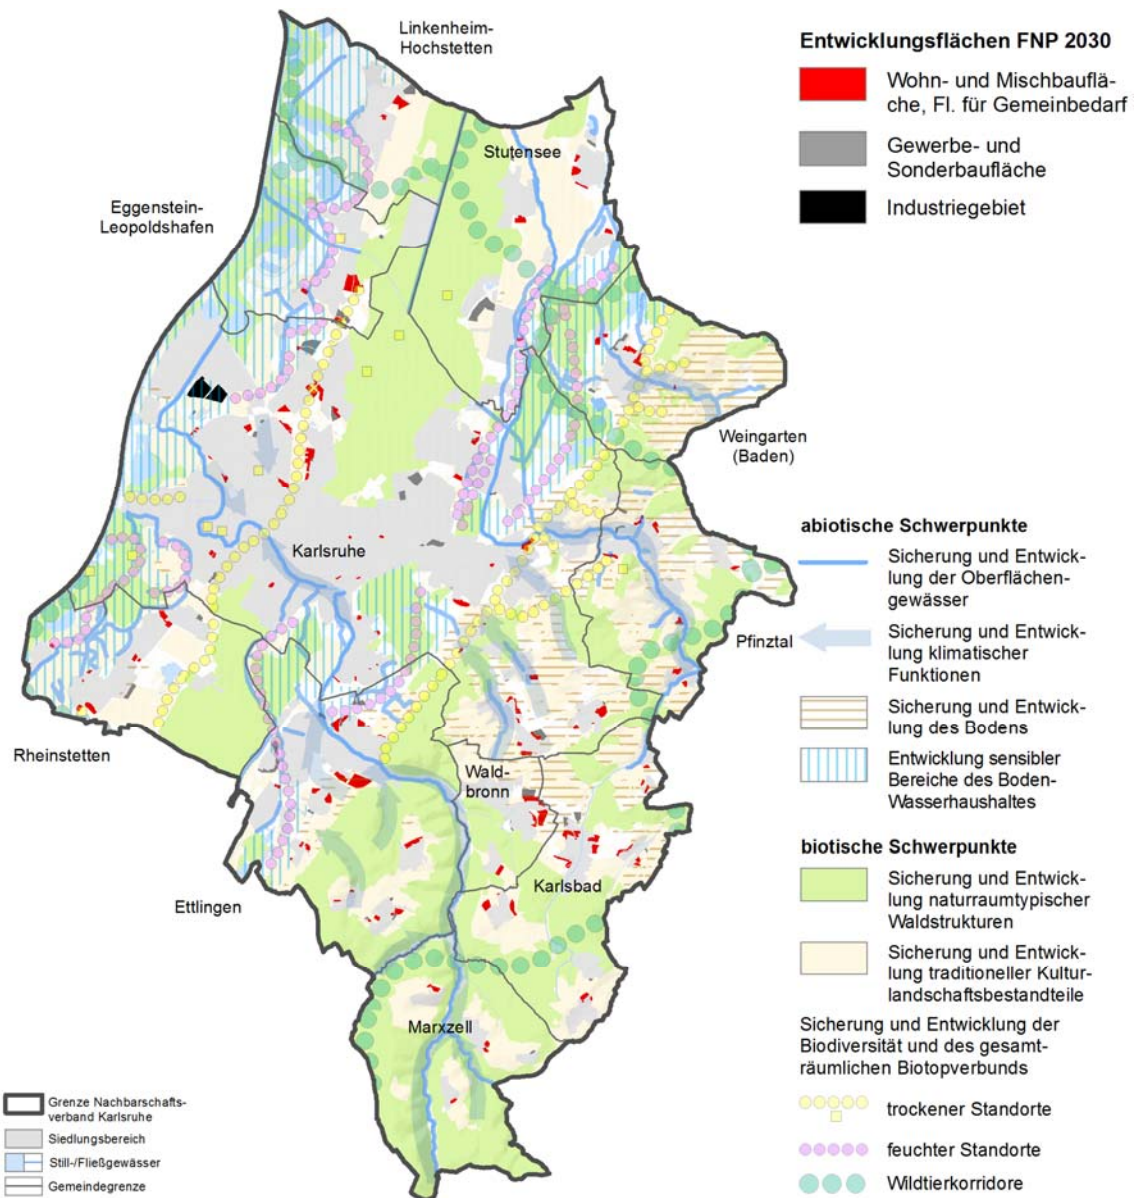 Linkenheim-
Hochstetten
Stutensee
Eggenstein-
Leopoldshafen
Weingarten
(Baden)
Karlsruhe
Pfinztal
Rheinstetten
Wald-
bronn
Karlsbad
Ettlingen
Marxzell
Entwicklungsflächen FNP 2030
Wohn- und Mischbauflä-
che, Fl. für Gemeinbedarf
Gewerbe- und
Sonderbaufläche
Industriegebiet
abiotische Schwerpunkte
Sicherung und Entwick-
lung der Oberflächen-
gewässer
Sicherung und Entwick-
lung klimatischer
Funktionen
Sicherung und Entwick-
lung des Bodens
Entwicklung sensibler
Bereiche des Boden-
Wasserhaushaltes
biotische Schwerpunkte
Sicherung und Entwick-
lung naturraumtypischer
Waldstrukturen
Sicherung und Entwick-
lung traditioneller Kultur-
landschaftsbestandteile
Sicherung und Entwicklung der
Biodiversität und des gesamt-
räumlichen Biotopverbunds
trockener Standorte
feuchter Standorte
Wildtierkorridore
Grenze Nachbarschafts-
verband Karlsruhe
Siedlungsbereich
Still-/Fließgewässer
Gemeindegrenze